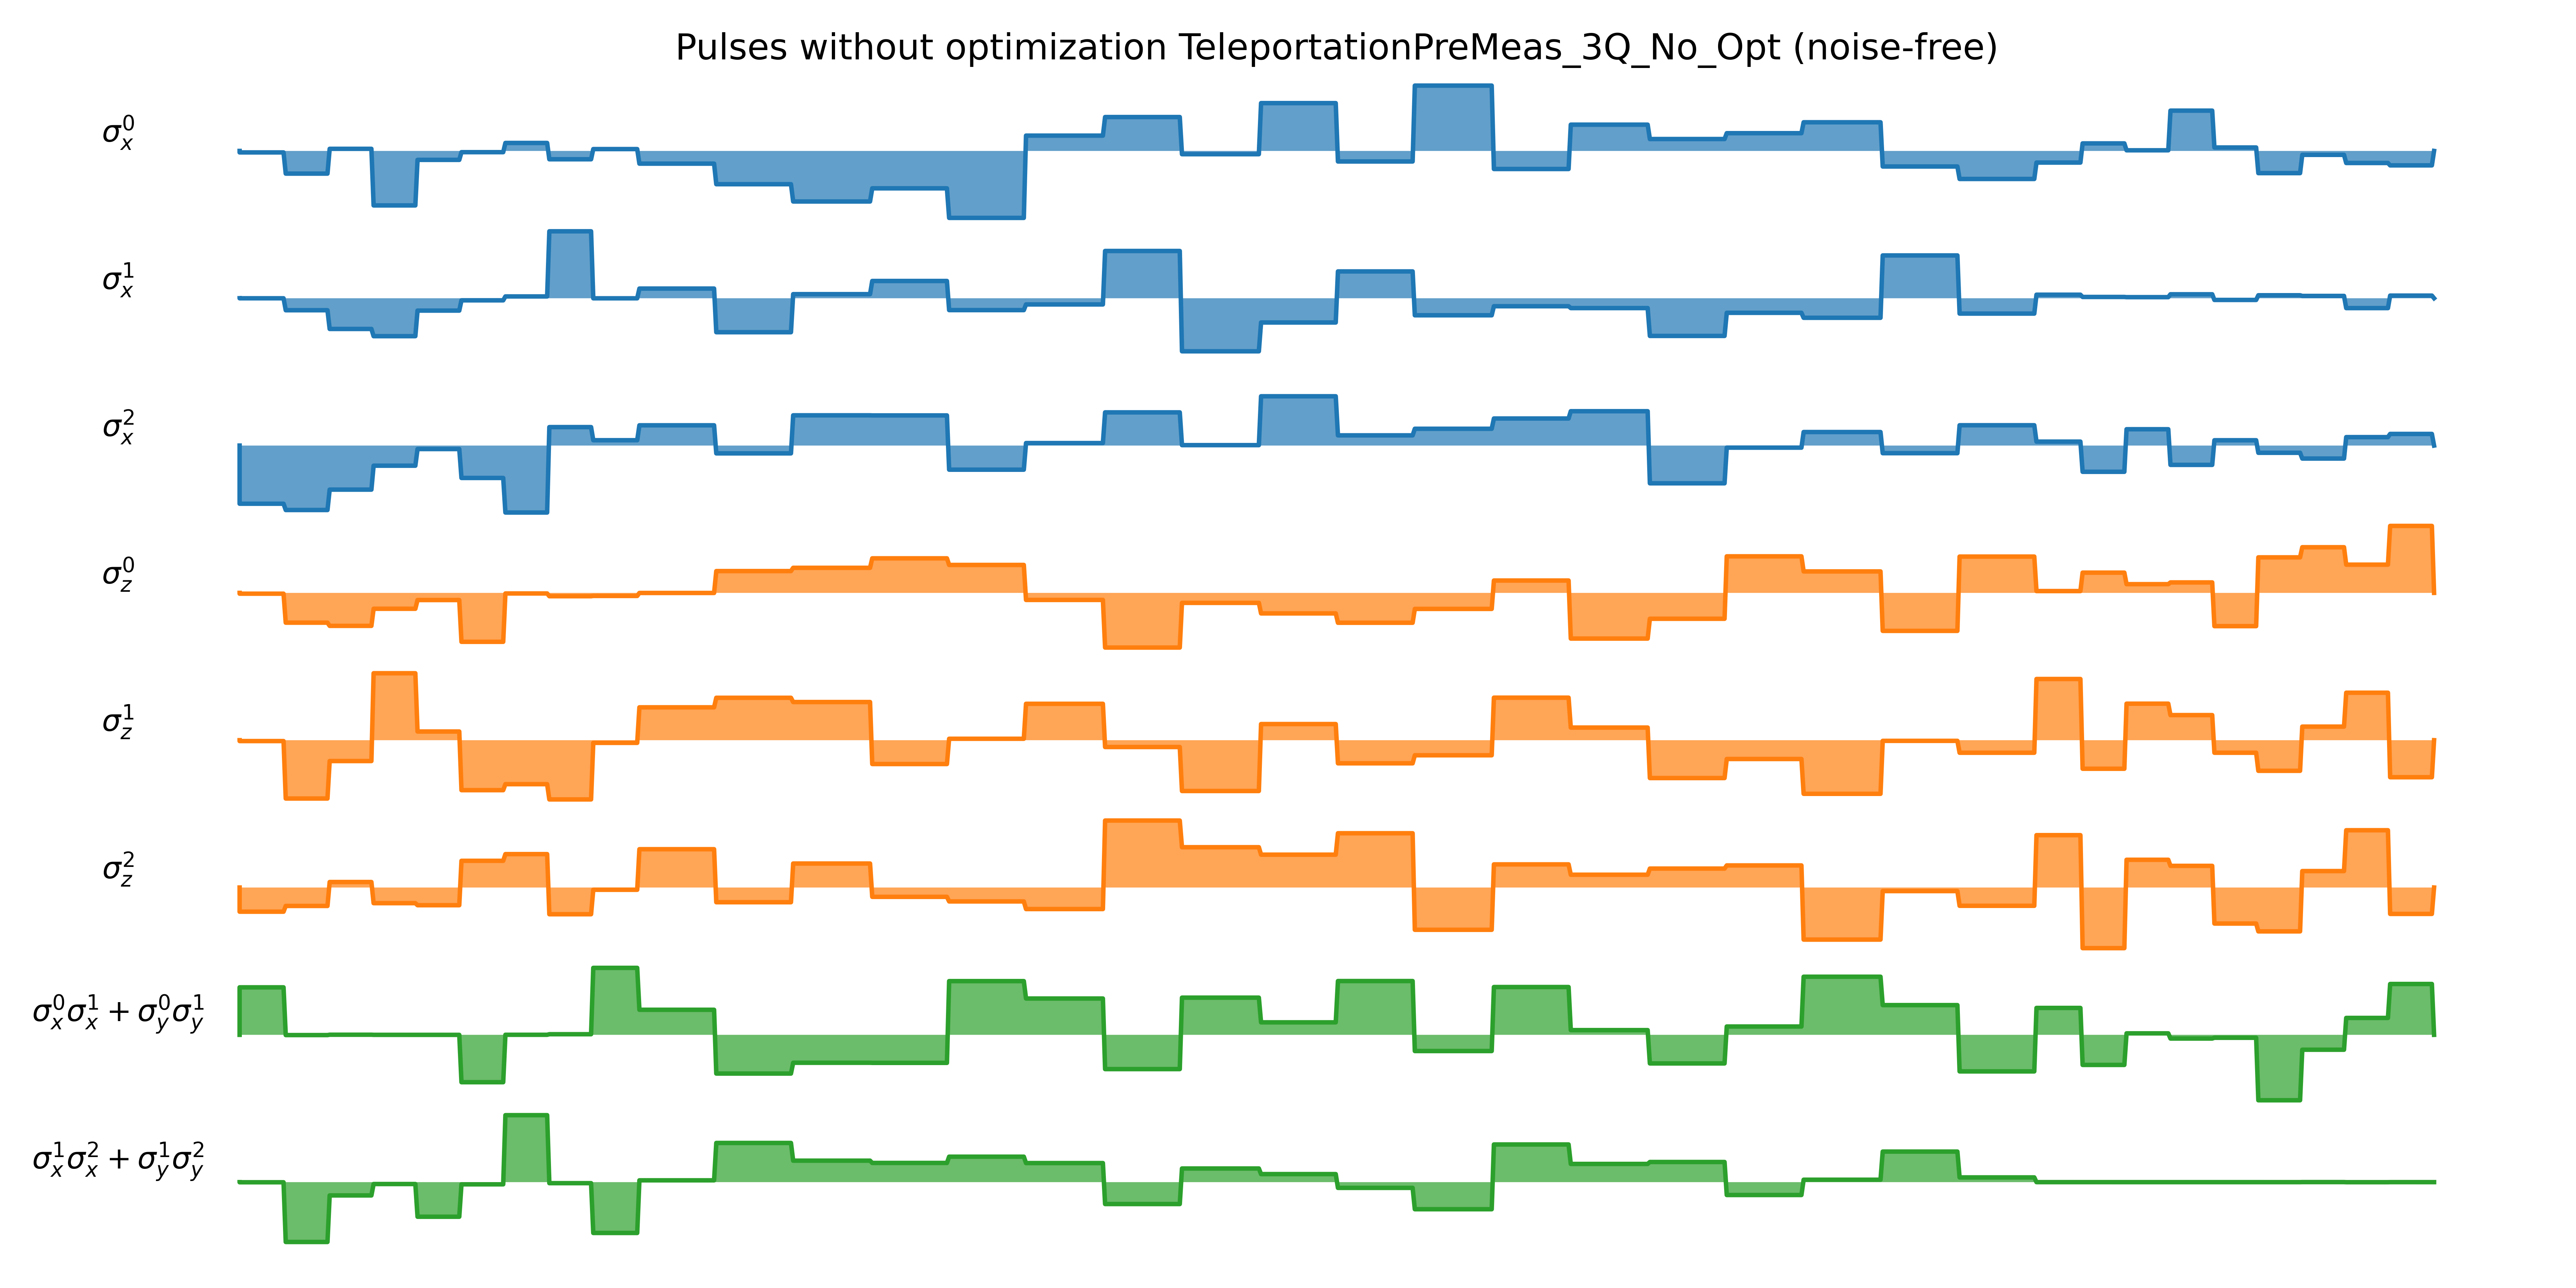 Pulses without optimization TeleportationPreMeas_3Q_No_Opt (noise-free)
σ_x^0
σ_x^1
σ_x^2
σ_z^0
σ_z^1
σ_z^2
σ_x^0σ_x^1 + σ_y^0σ_y^1
σ_x^1σ_x^2 + σ_y^1σ_y^2